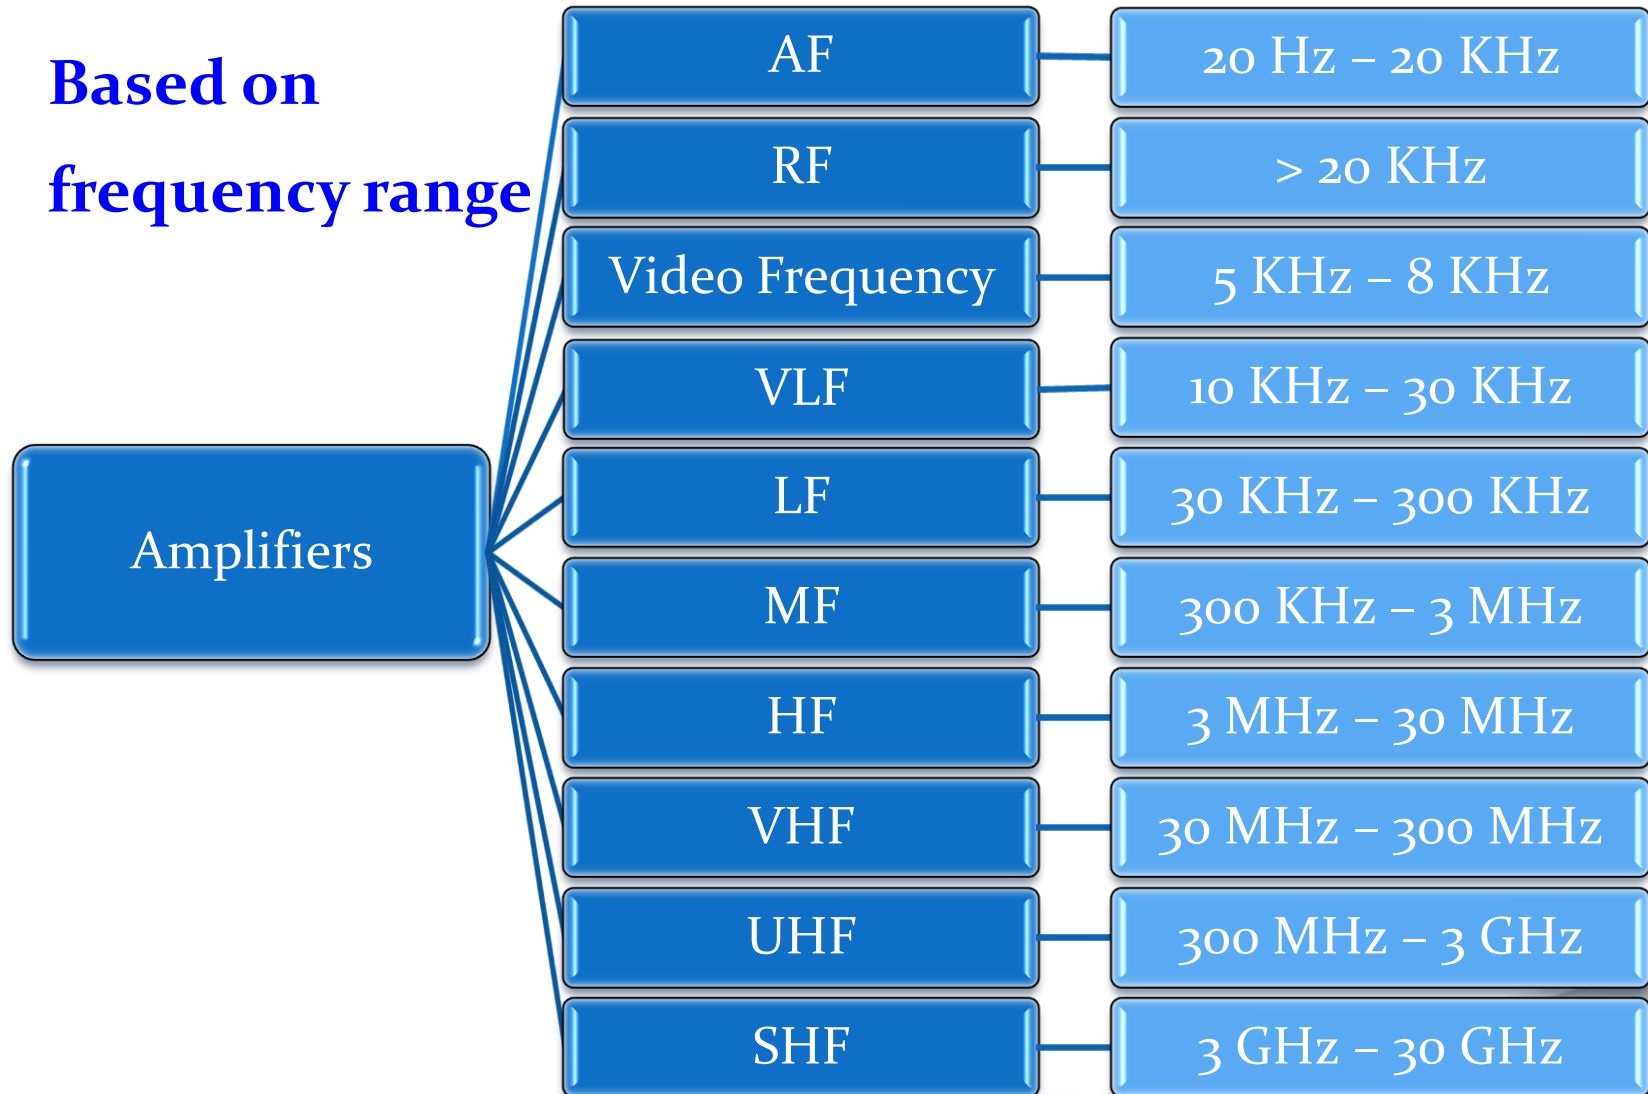 Based on
frequency range
Amplifiers
AF
20 Hz – 20 KHz
RF
> 20 KHz
Video Frequency
5 KHz – 8 KHz
VLF
10 KHz – 30 KHz
LF
30 KHz – 300 KHz
MF
300 KHz – 3 MHz
HF
3 MHz – 30 MHz
VHF
30 MHz – 300 MHz
UHF
300 MHz – 3 GHz
SHF
3 GHz – 30 GHz